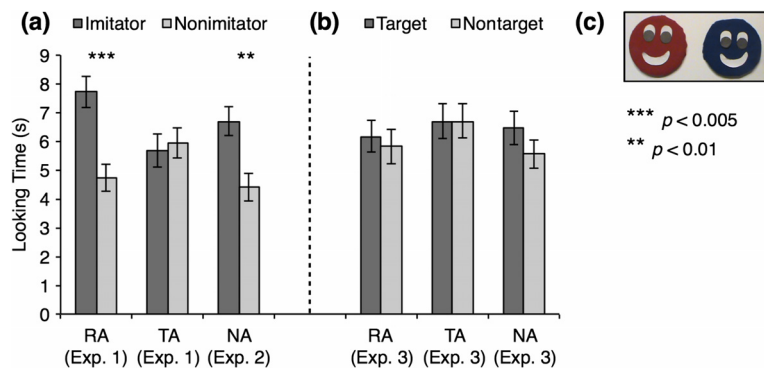 (a) Imitator Nonimitator
(b) Target Nontarget
(c)
*** **
Looking Time (s)
9
8
7
6
5
4
3
2
1
0
RA TA NA RA TA NA
(Exp. 1) (Exp. 1) (Exp. 2) (Exp. 3) (Exp. 3) (Exp. 3)
*** p < 0.005
** p < 0.01